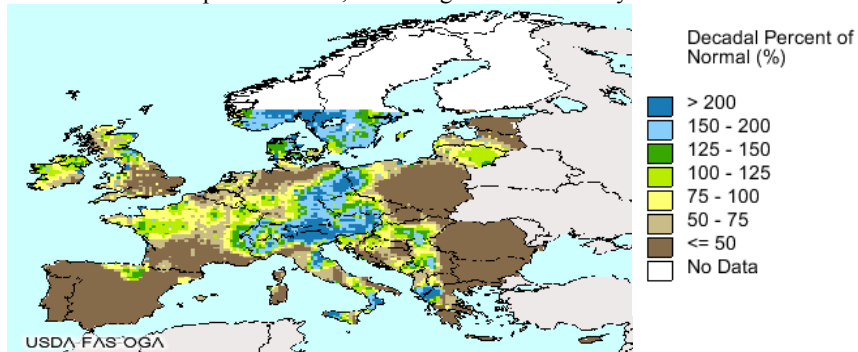 Decadal Percent of
Normal (%)
> 200
150 - 200
125 - 150
100 - 125
75 - 100
50 - 75
<= 50
No Data
USDA FAS OGA